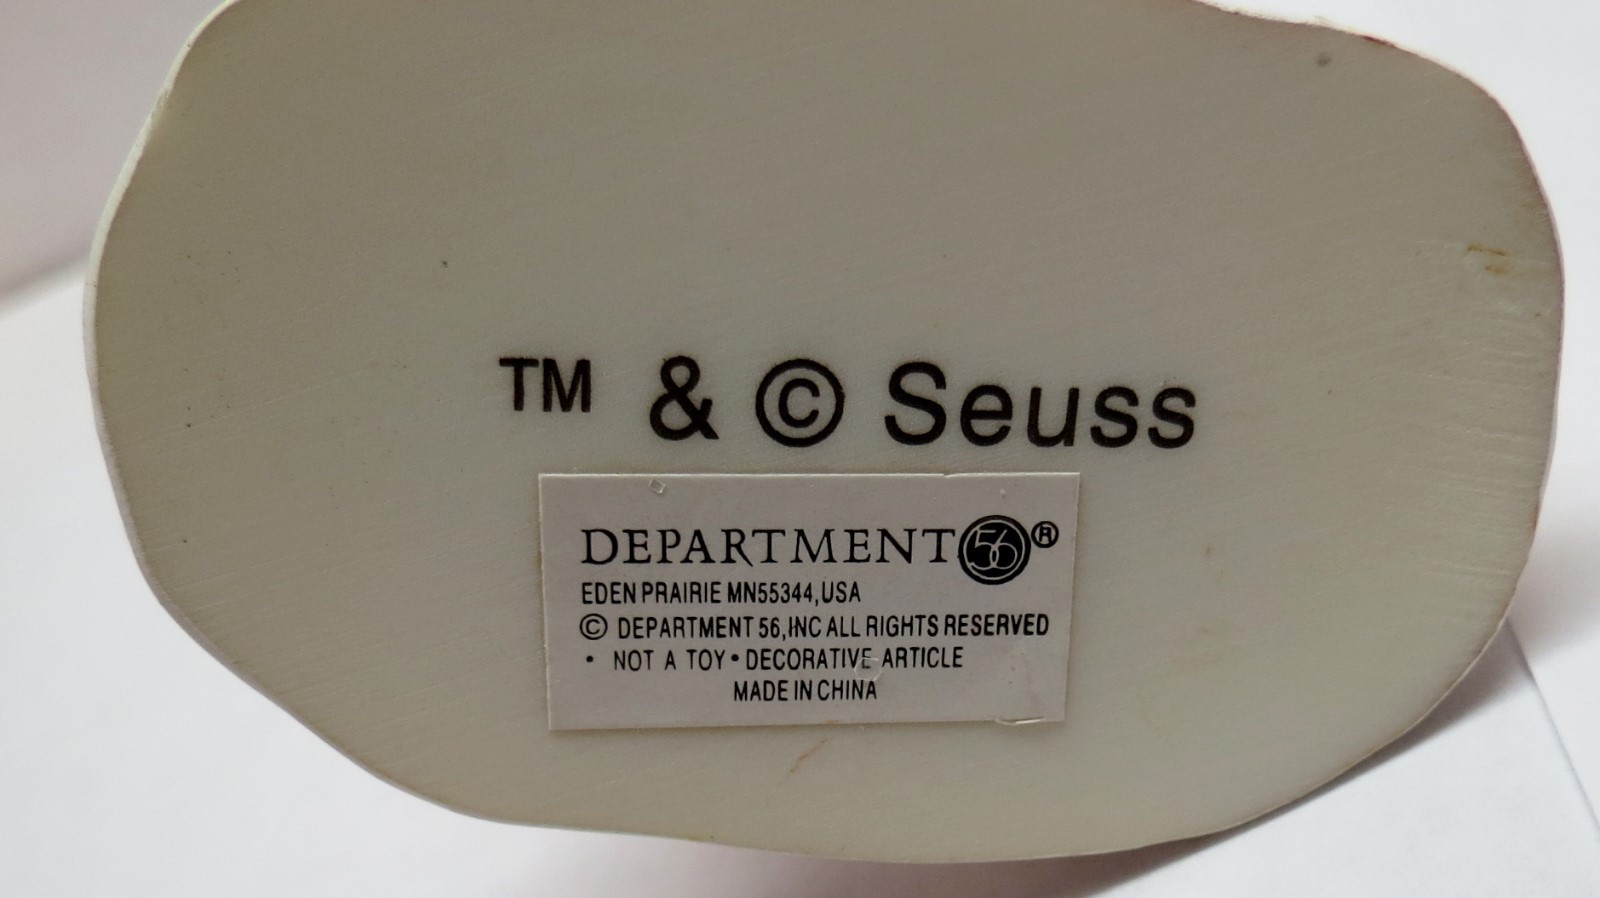 TM & © Seuss
DEPARTMENT 56®
EDEN PRAIRIE MN55344,USA
© DEPARTMENT 56,INC ALL RIGHTS RESERVED
• NOT A TOY • DECORATIVE ARTICLE
MADE IN CHINA